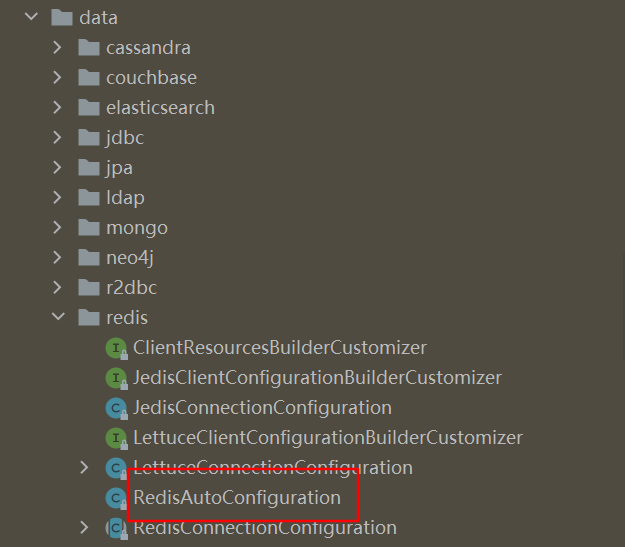 data
cassandra
couchbase
elasticsearch
jdbc
jpa
ldap
mongo
neo4j
r2dbc
redis
ClientResourcesBuilderCustomizer
JedisClientConfigurationBuilderCustomizer
JedisConnectionConfiguration
LettuceClientConfigurationBuilderCustomizer
LettuceConnectionConfiguration
RedisAutoConfiguration
RedisConnectionConfiguration